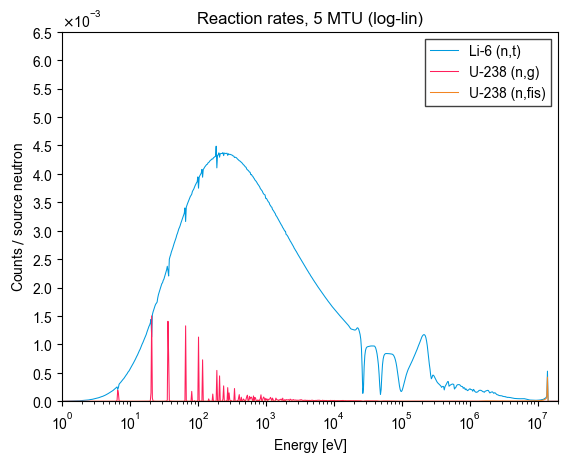 Reaction rates, 5 MTU (log-lin)
×10⁻³
6.5
6.0
5.5
5.0
4.5
4.0
3.5
3.0
2.5
2.0
1.5
1.0
0.5
0.0
Counts / source neutron
Li-6 (n,t)
U-238 (n,g)
U-238 (n,fis)
10⁰ 10¹ 10² 10³ 10⁴ 10⁵ 10⁶ 10⁷
Energy [eV]